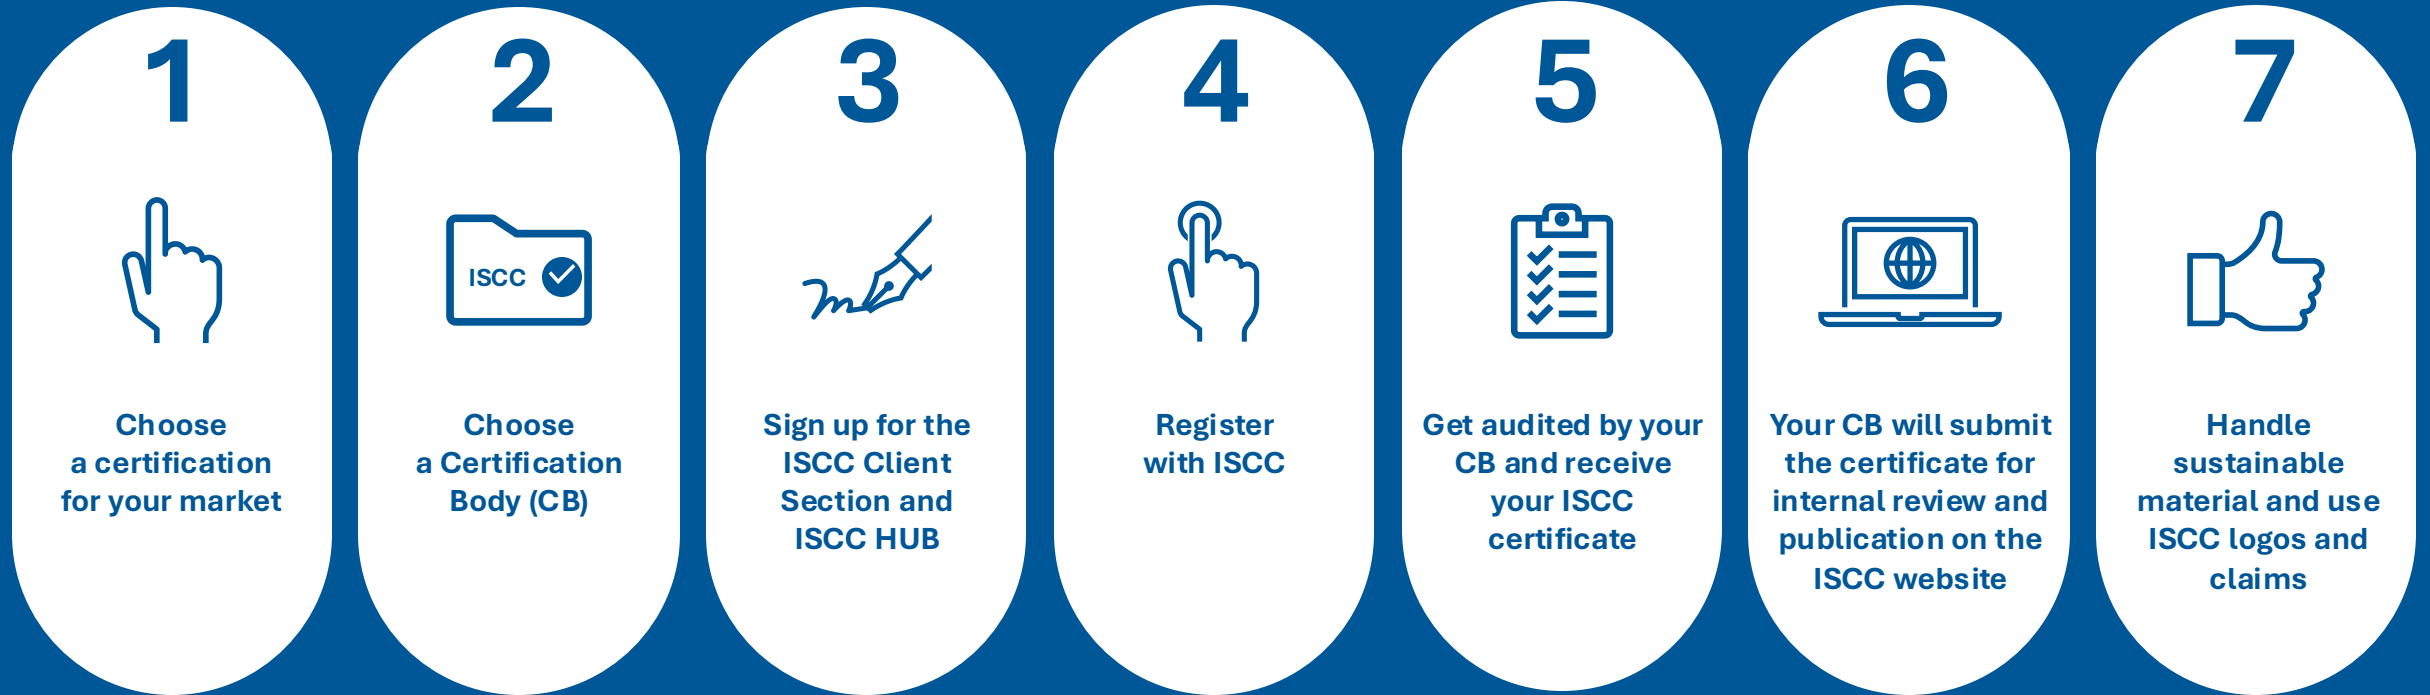 1
ISCC
Choose
a certification
for your market
2
Choose
a Certification
Body (CB)
3
Sign up for the
ISCC Client
Section and
ISCC HUB
4
Register
with ISCC
5
Get audited by your
CB and receive
your ISCC
certificate
6
Your CB will submit
the certificate for
internal review and
publication on the
ISCC website
7
Handle
sustainable
material and use
ISCC logos and
claims